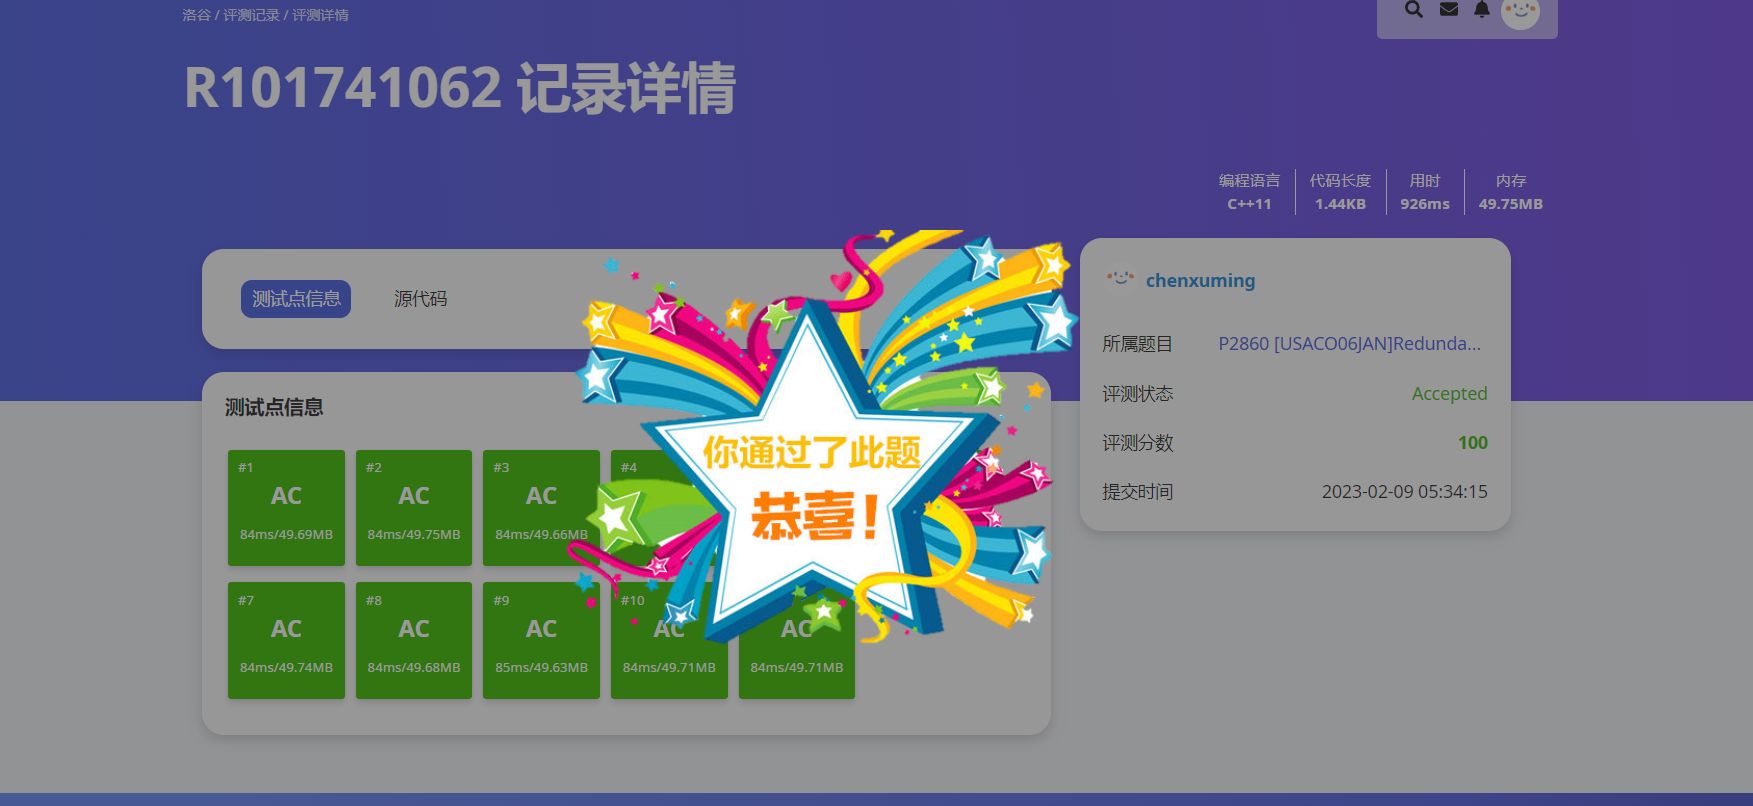 洛谷 / 评测记录 / 评测详情
R101741062 记录详情
编程语言 代码长度 用时 内存
C++11 1.44KB 926ms 49.75MB
测试点信息 源代码
chenxuming
所属题目 P2860 [USACO06JAN]Redunda...
评测状态 Accepted
评测分数 100
提交时间 2023-02-09 05:34:15
测试点信息
#1 #2 #3 #4
AC AC AC
84ms/49.69MB 84ms/49.75MB 84ms/49.66MB
你通过了此题
恭喜!
#7 #8 #9 #10
AC AC AC AC AC
84ms/49.74MB 84ms/49.68MB 85ms/49.63MB 84ms/49.71MB 84ms/49.71MB